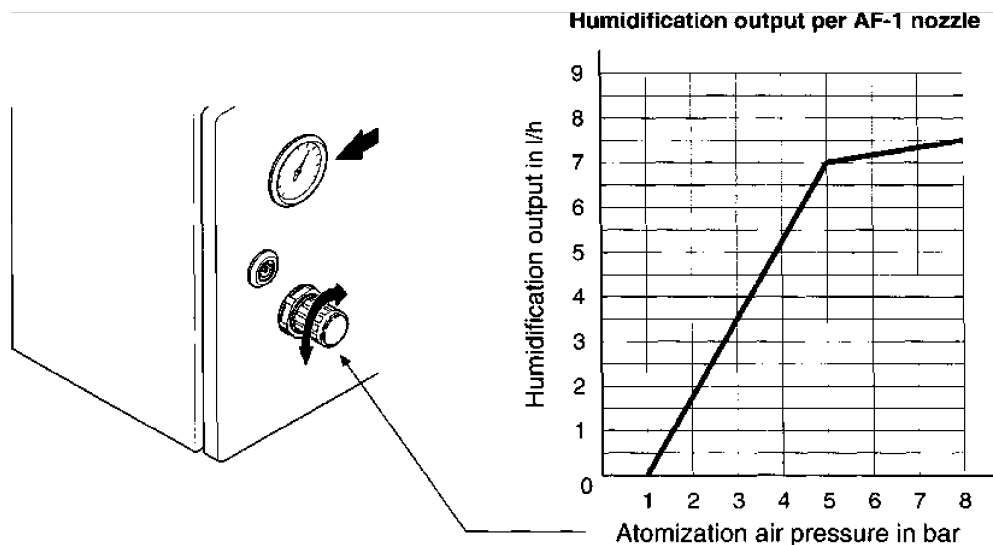 Humidification output per AF-1 nozzle
Humidification output in l/h
9
8
7
6
5
4
3
2
1
0
1 2 3 4 5 6 7 8
Atomization air pressure in bar